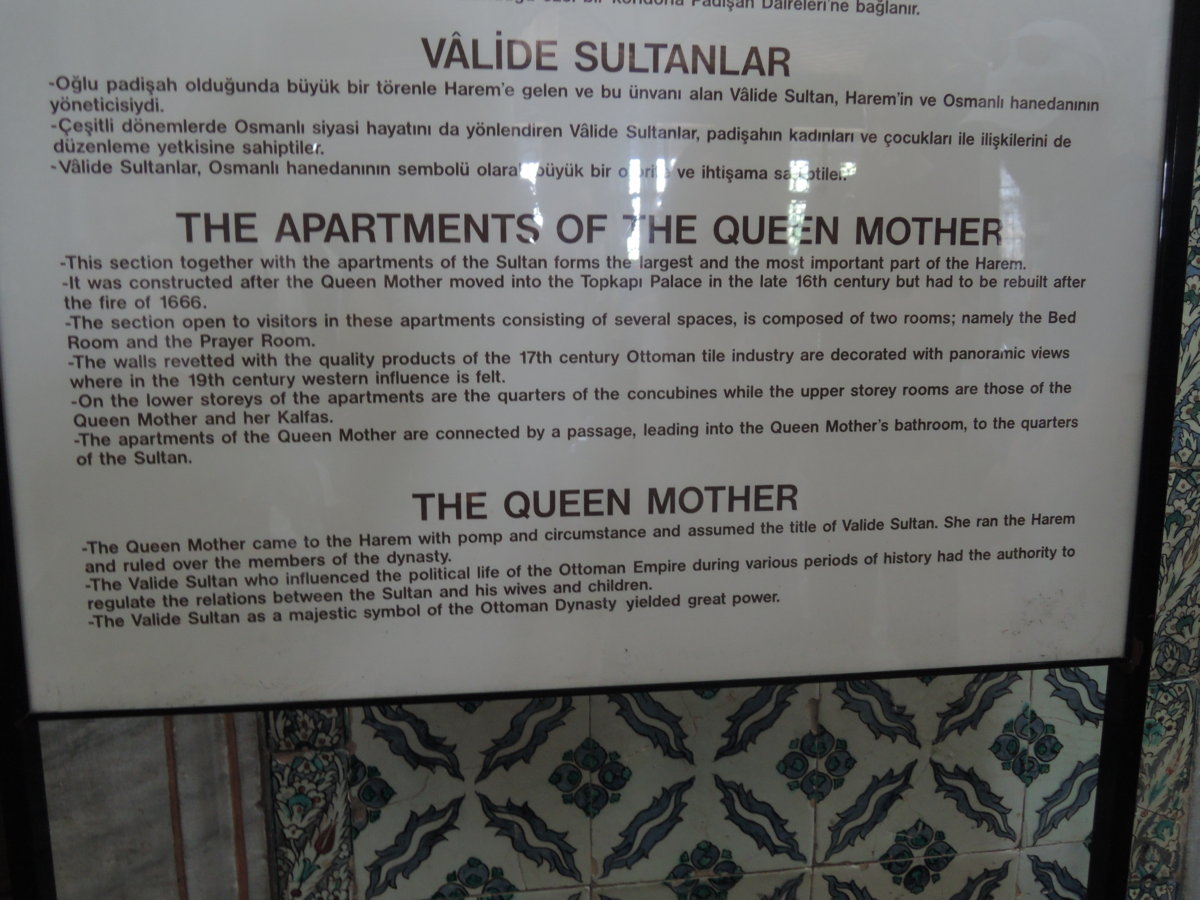 bir koridorla Padişah Daireleri'ne bağlanır.
VÂLİDE SULTANLAR
-Oğlu padişah olduğunda büyük bir törenle Harem'e gelen ve bu ünvanı alan Vâlide Sultan, Harem'in ve Osmanlı hanedanının
yöneticisiydi.
-Çeşitli dönemlerde Osmanlı siyasi hayatını da yönlendiren Vâlide Sultanlar, padişahın kadınları ve çocukları ile ilişkilerini de
düzenleme yetkisine sahiptiler.
-Vâlide Sultanlar, Osmanlı hanedanının sembolü olarak büyük bir otorite ve ihtişama sahiptiler.
THE APARTMENTS OF THE QUEEN MOTHER
-This section together with the apartments of the Sultan forms the largest and the most important part of the Harem.
-It was constructed after the Queen Mother moved into the Topkapı Palace in the late 16th century but had to be rebuilt after
the fire of 1666.
-The section open to visitors in these apartments consisting of several spaces, is composed of two rooms; namely the Bed
Room and the Prayer Room.
-The walls revetted with the quality products of the 17th century Ottoman tile industry are decorated with panoramic views
where in the 19th century western influence is felt.
-On the lower storeys of the apartments are the quarters of the concubines while the upper storey rooms are those of the
Queen Mother and her Kalfas.
-The apartments of the Queen Mother are connected by a passage, leading into the Queen Mother's bathroom, to the quarters
of the Sultan.
THE QUEEN MOTHER
-The Queen Mother came to the Harem with pomp and circumstance and assumed the title of Valide Sultan. She ran the Harem
and ruled over the members of the dynasty.
-The Valide Sultan who influenced the political life of the Ottoman Empire during various periods of history had the authority to
regulate the relations between the Sultan and his wives and children.
-The Valide Sultan as a majestic symbol of the Ottoman Dynasty yielded great power.